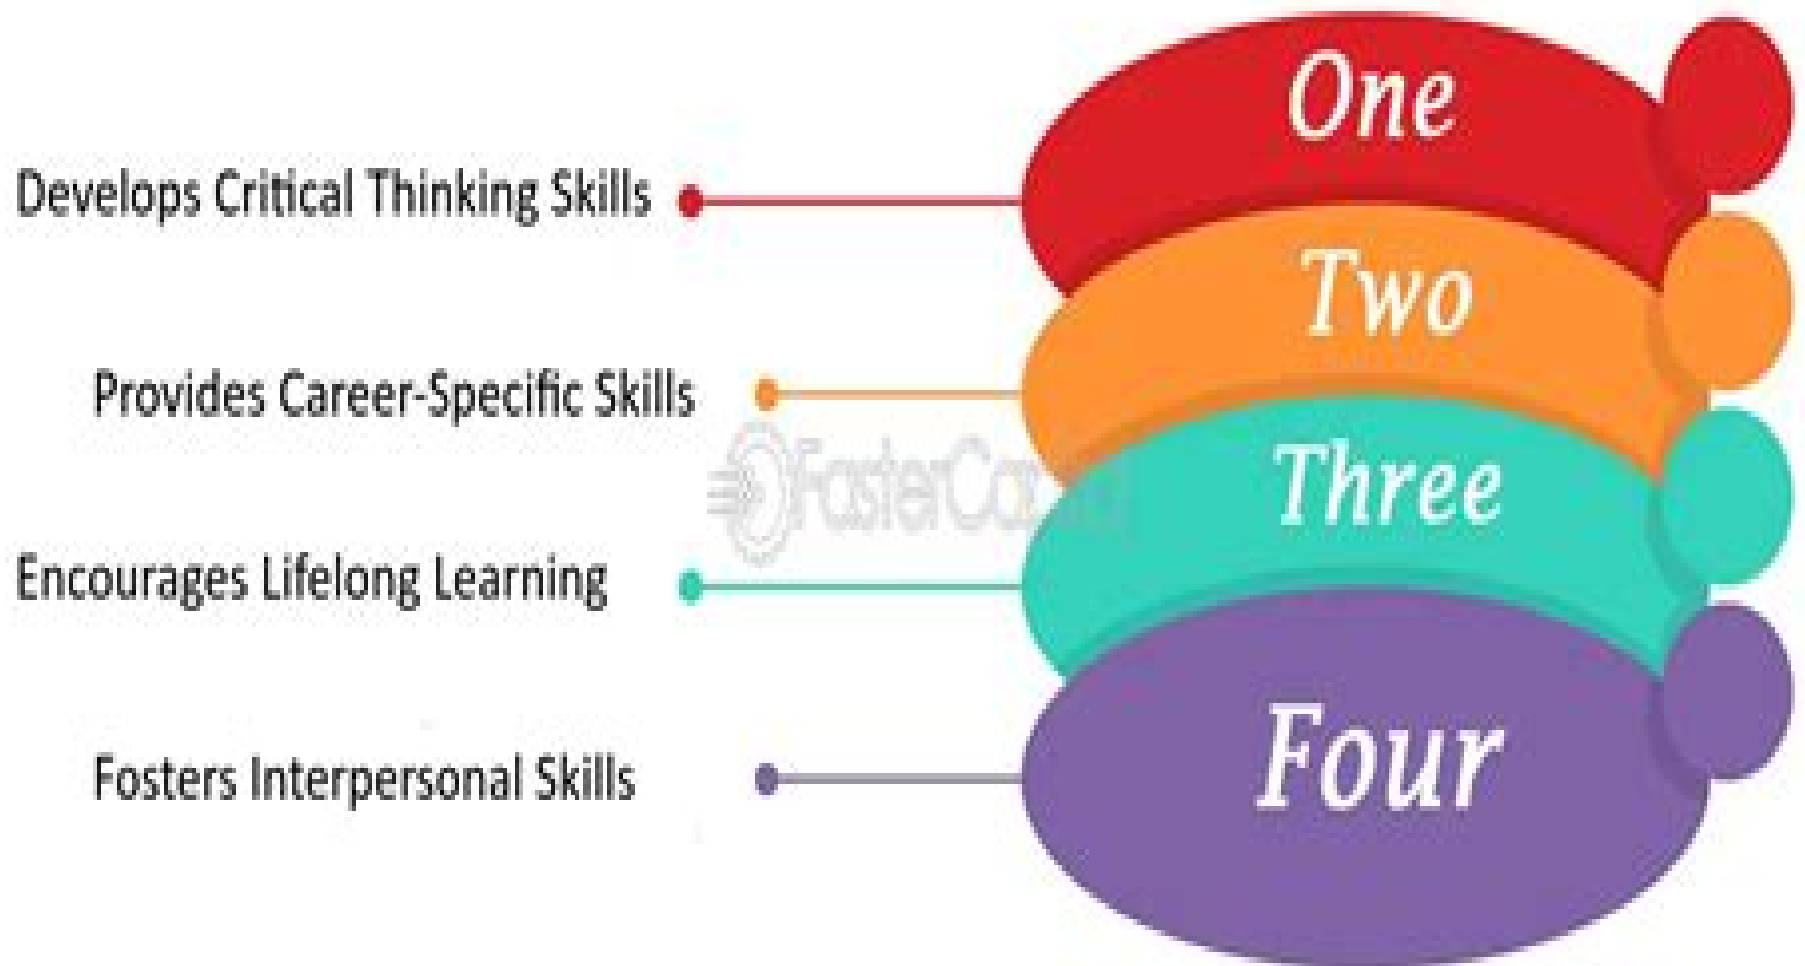 One
Develops Critical Thinking Skills
Two
Provides Career-Specific Skills
Three
Encourages Lifelong Learning
Four
Fosters Interpersonal Skills